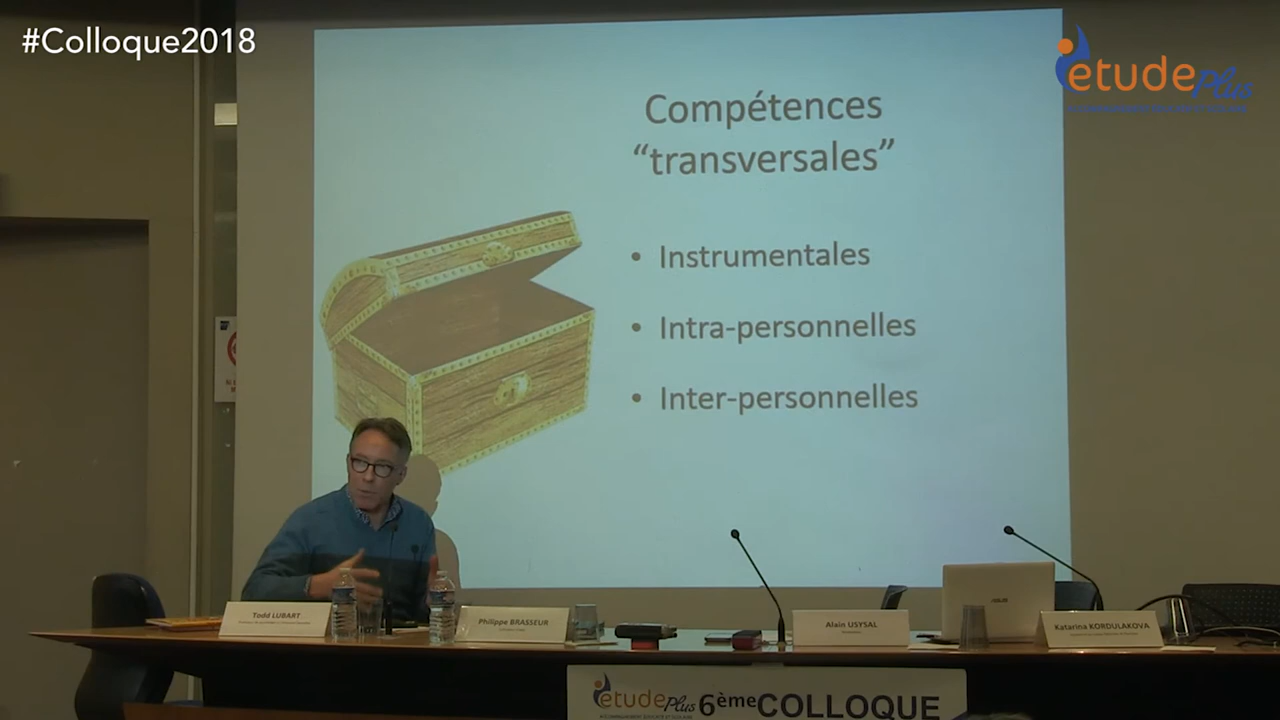 #Colloque2018
etude Plus
Compétences
“transversales”
• Instrumentales
• Intra-personnelles
• Inter-personnelles
Todd LUBART
Philippe BRASSEUR
Alain USYSAL
Katarina KORDULAKOVA
ASUS
etude Plus 6ème COLLOQUE